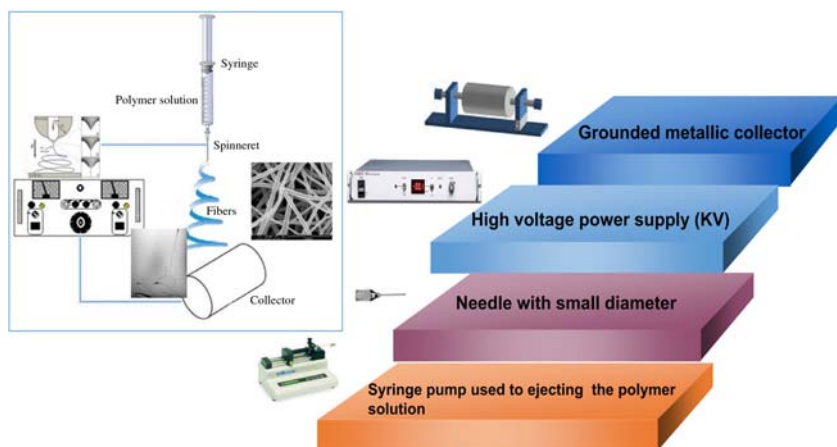 Syringe
Polymer solution
Spinneret
Fibers
Collector
Grounded metallic collector
High voltage power supply (KV)
Needle with small diameter
Syringe pump used to ejecting the polymer
solution